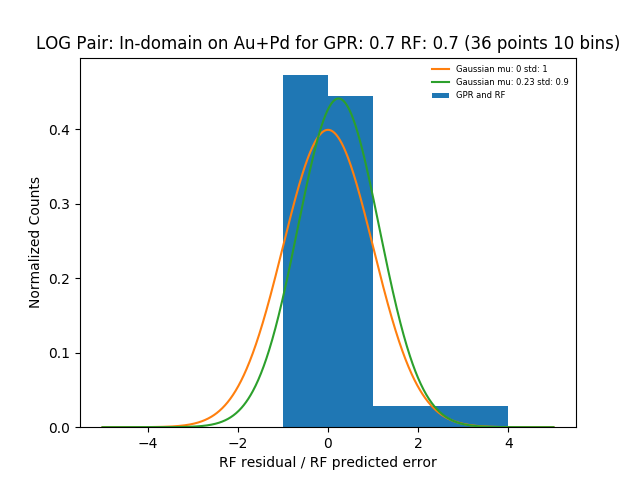 LOG Pair: In-domain on Au+Pd for GPR: 0.7 RF: 0.7 (36 points 10 bins)
Gaussian mu: 0 std: 1
Gaussian mu: 0.23 std: 0.9
GPR and RF
Normalized Counts
0.4
0.3
0.2
0.1
0.0
−4 −2 0 2 4
RF residual / RF predicted error